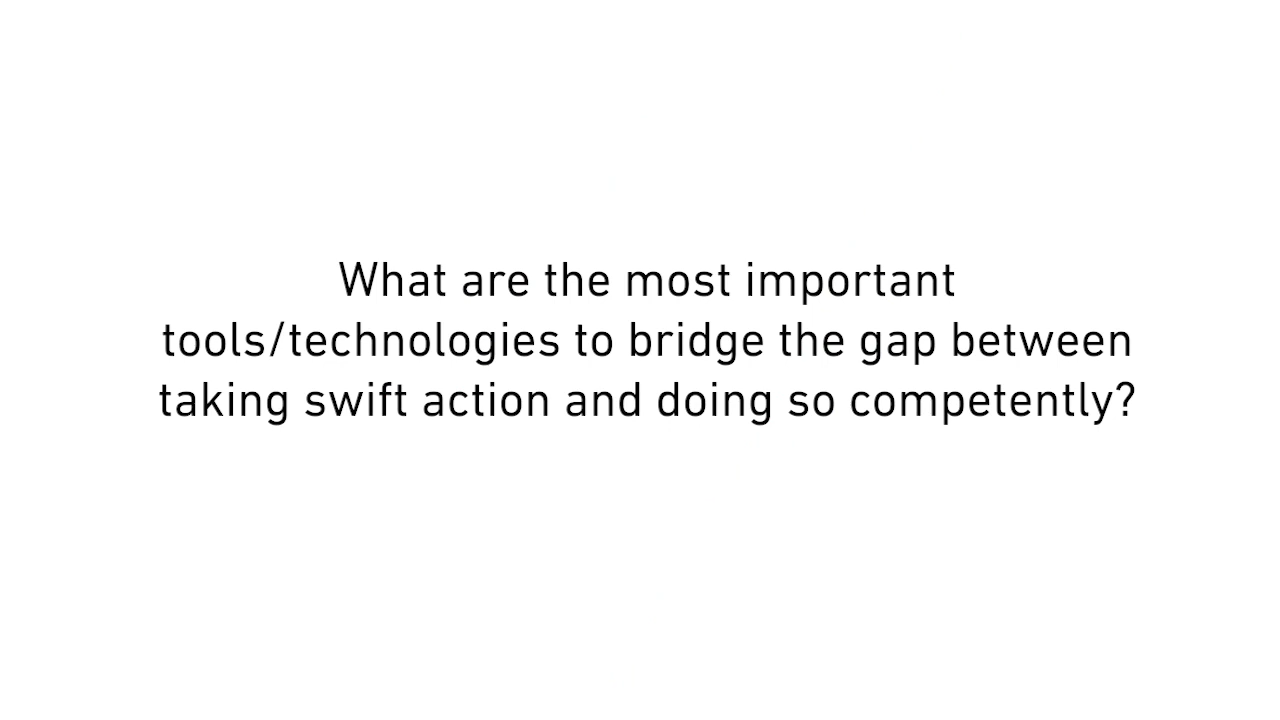 What are the most important
tools/technologies to bridge the gap between
taking swift action and doing so competently?